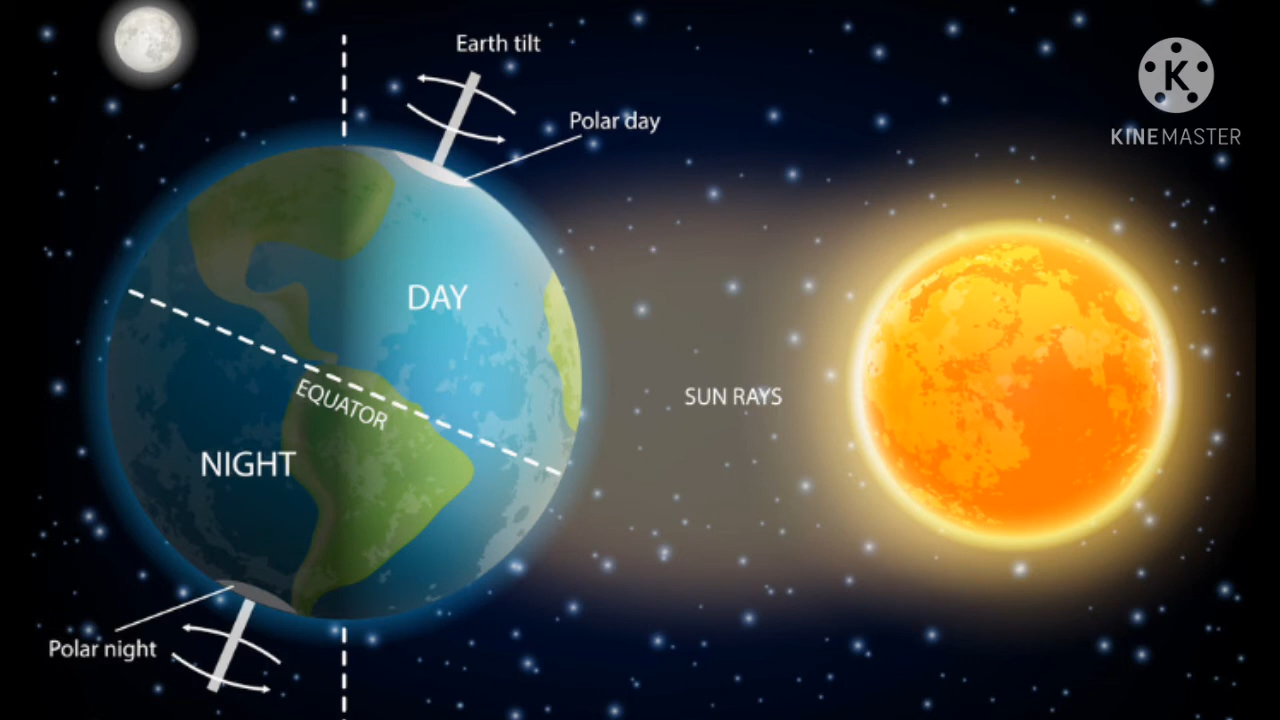 Earth tilt
Polar day
K
KINEMASTER
DAY
SUN RAYS
EQUATOR
NIGHT
Polar night